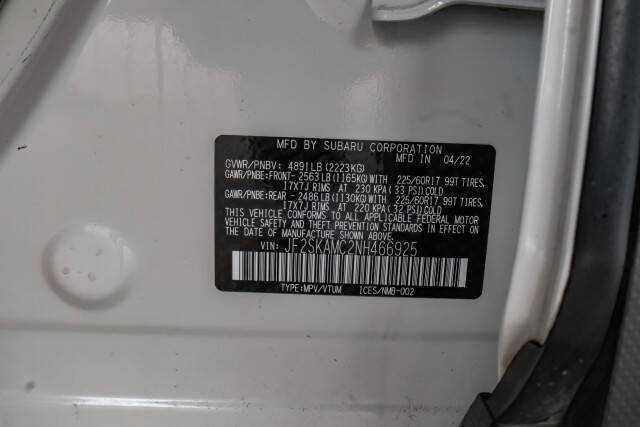 MFD BY SUBARU CORPORATION
MFD IN 04/22
GVWR/PNBV: 4891LB (2223KG)
GAWR/PNBE:FRONT- 2563LB (1165KG) WITH 225/60R17 99T TIRES,
17X7J RIMS AT 230 KPA (33 PSI) COLD
GAWR/PNBE:REAR - 2486LB (1130KG) WITH 225/60R17 99T TIRES,
17X7J RIMS AT 220 KPA (32 PSI) COLD
THIS VEHICLE CONFORMS TO ALL APPLICABLE FEDERAL MOTOR
VEHICLE SAFETY AND THEFT PREVENTION STANDARDS IN EFFECT
ON THE DATE OF MANUFACTURE SHOWN ABOVE.
VIN: JF2SKAMC2NH466925
TYPE:MPV/VTUM ICES/NMB-002